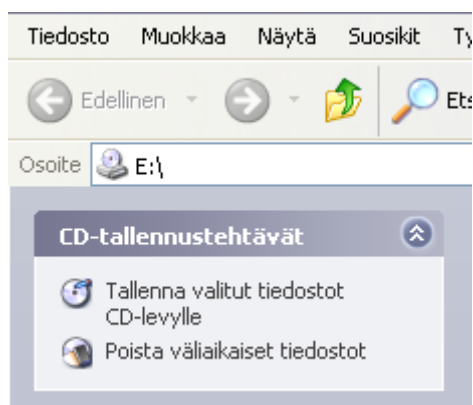 Tiedosto Muokkaa Näytä Suosikit
Edellinen
Osoite E:\
CD-tallennustehtävät
Tallenna valitut tiedostot
CD-levylle
Poista väliaikaiset tiedostot